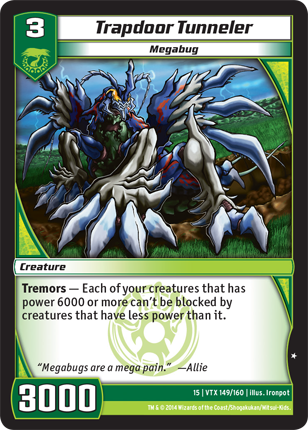 3
Trapdoor Tunneler
Megabug
Creature
Tremors — Each of your creatures that has
power 6000 or more can't be blocked by
creatures that have less power than it.
"Megabugs are a mega pain." —Allie
3000
15 | VTX 149/160 | Illus. Ironpot
TM & © 2014 Wizards of the Coast/Shogakukan/Mitsui-Kids.